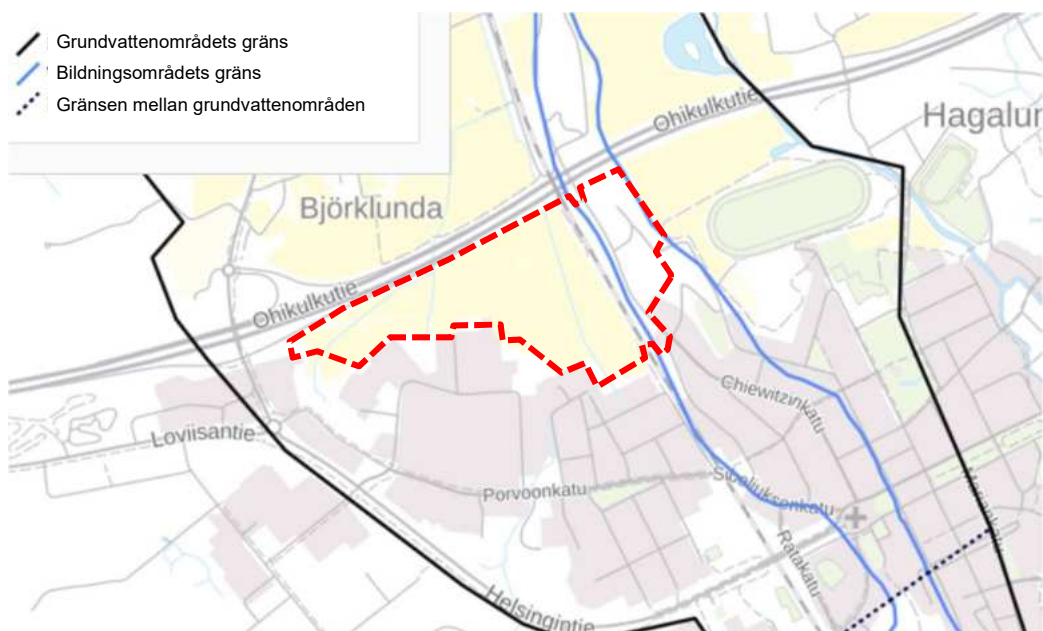 Grundvattenområdets gräns
Bildningsområdets gräns
Gränsen mellan grundvattenområden
Ohikulkutie
Hagalun
Björklunda
Ohikulkutie
Chiewitzinkatu
Loviisantie
Sibeliuksenkatu
Porvoonkatu
Ratakatu
Helsingintie